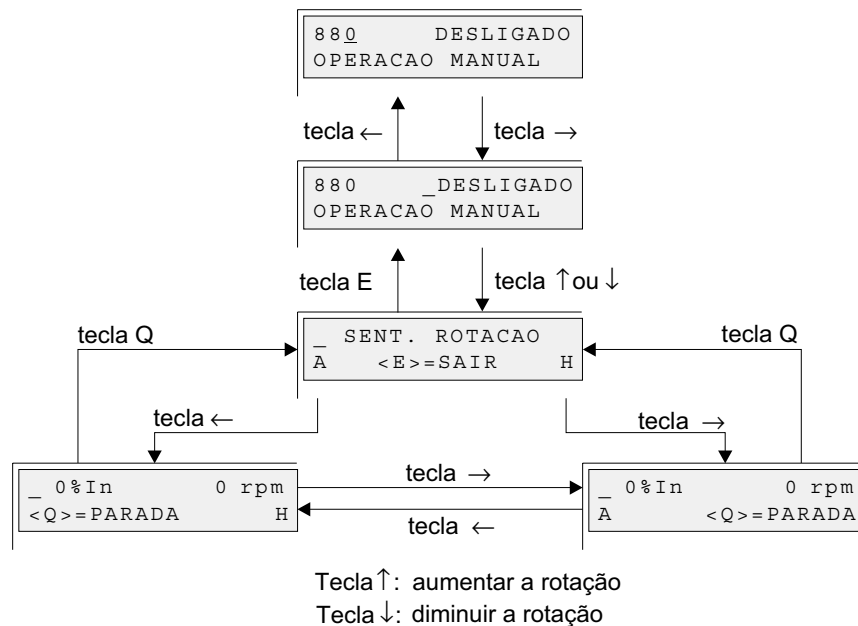 880 DESLIGADO
OPERACAO MANUAL
tecla ← tecla →
880 _DESLIGADO
OPERACAO MANUAL
tecla E tecla ↑ ou ↓
tecla Q tecla Q
_ SENT. ROTACAO
A <E>=SAIR H
tecla ← tecla →
_ 0%In 0 rpm
<Q>=PARADA H
tecla →
tecla ←
_ 0%In 0 rpm
A <Q>=PARADA
Tecla ↑: aumentar a rotação
Tecla ↓: diminuir a rotação